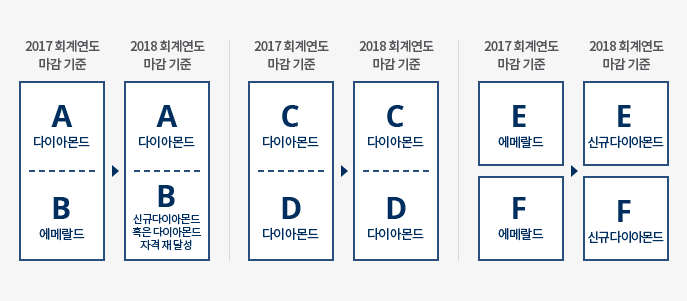 2017 회계연도
마감 기준
2018 회계연도
마감 기준
A
다이아몬드
B
에메랄드
A
다이아몬드
B
신규다이아몬드
혹은 다이아몬드
자격 재 달성
2017 회계연도
마감 기준
2018 회계연도
마감 기준
C
다이아몬드
D
다이아몬드
C
다이아몬드
D
다이아몬드
2017 회계연도
마감 기준
2018 회계연도
마감 기준
E
에메랄드
F
에메랄드
E
신규다이아몬드
F
신규다이아몬드